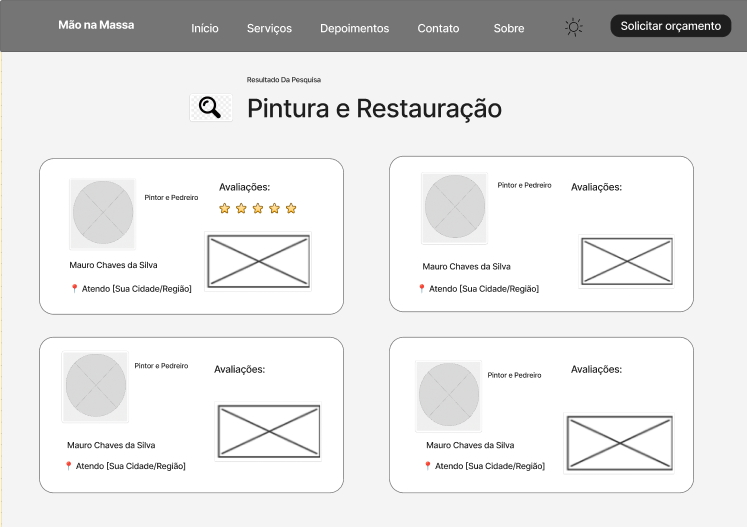 Mão na Massa
Início
Serviços
Depoimentos
Contato
Sobre
Solicitar orçamento
Resultado Da Pesquisa
Pintura e Restauração
Pintor e Pedreiro
Avaliações:
Mauro Chaves da Silva
Atendo [Sua Cidade/Região]
Pintor e Pedreiro
Avaliações:
Mauro Chaves da Silva
Atendo [Sua Cidade/Região]
Pintor e Pedreiro
Avaliações:
Mauro Chaves da Silva
Atendo [Sua Cidade/Região]
Pintor e Pedreiro
Avaliações:
Mauro Chaves da Silva
Atendo [Sua Cidade/Região]